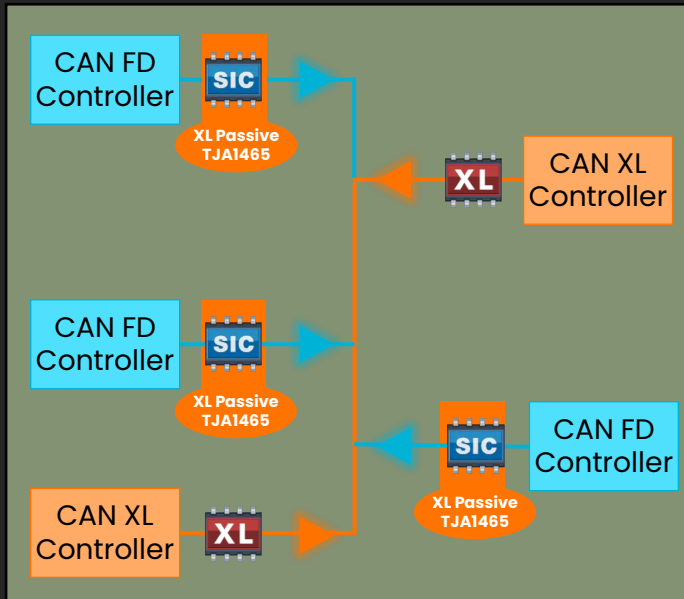 CAN FD
Controller
SIC
XL Passive
TJA1465
XL
CAN XL
Controller
CAN FD
Controller
SIC
XL Passive
TJA1465
SIC
CAN FD
Controller
XL Passive
TJA1465
CAN XL
Controller
XL